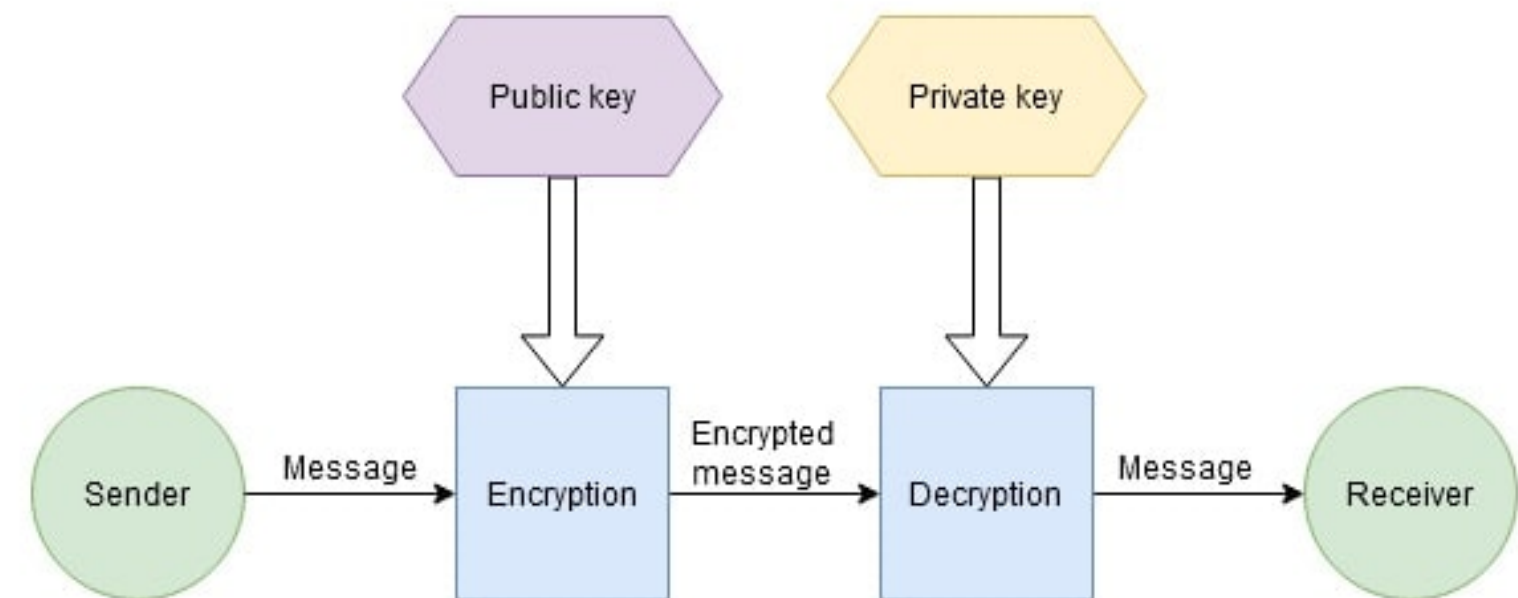 Public key
Private key
Sender
Message
Encryption
Encrypted
message
Decryption
Message
Receiver